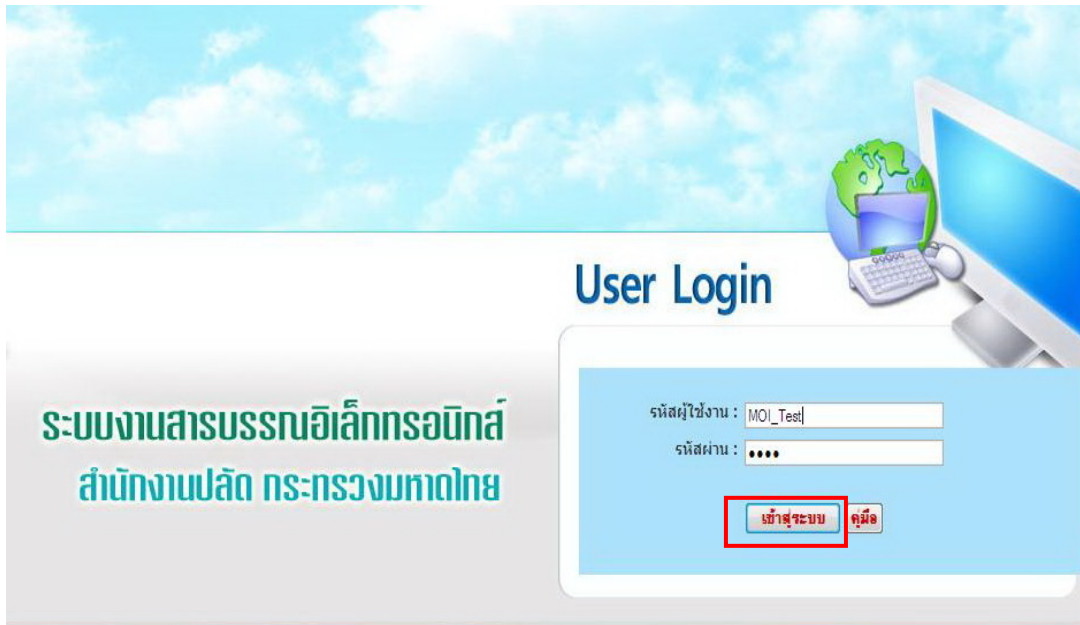 User Login
ระบบงานสารบรรณอิเล็กทรอนิกส์
สำนักงานปลัด กระทรวงมหาดไทย
รหัสผู้ใช้งาน : MOI_Test
รหัสผ่าน : ••••
เข้าสู่ระบบ คู่มือ